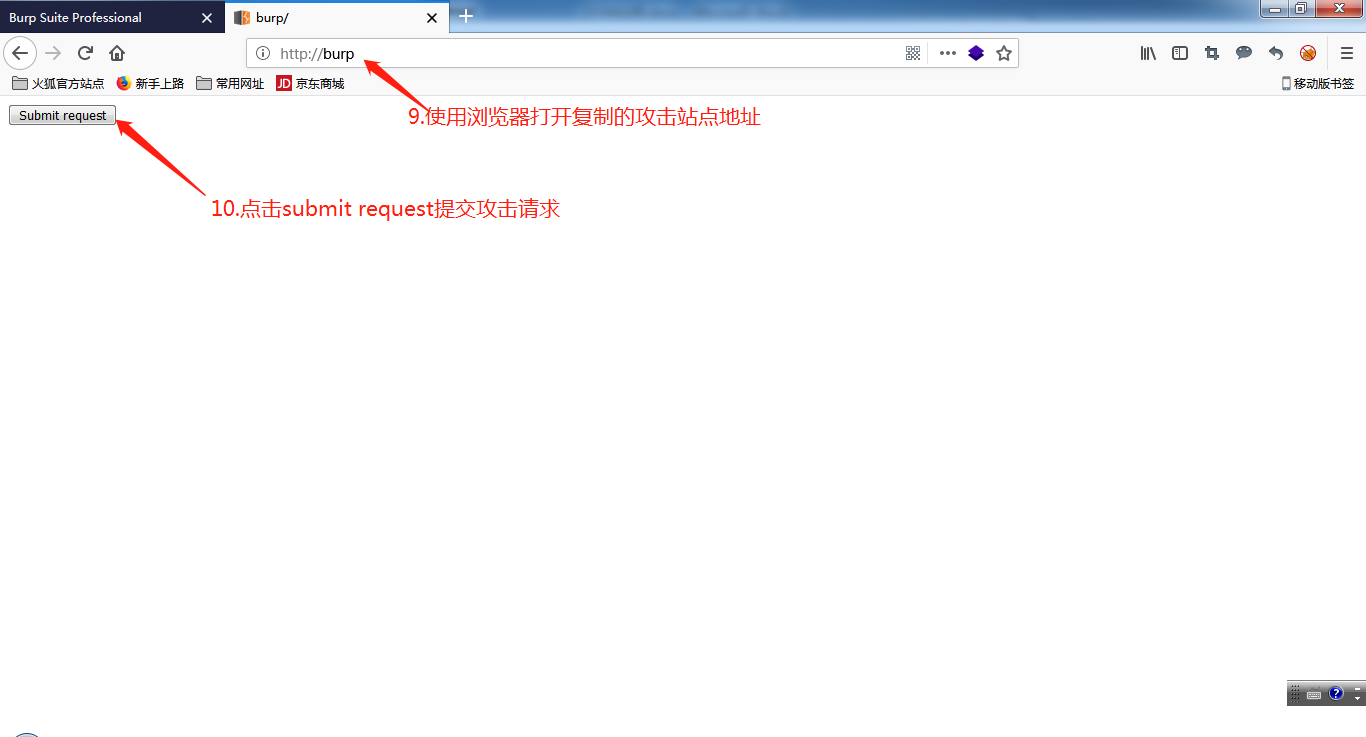 Burp Suite Professional
burp/
http://burp
火狐官方站点
新手上路
常用网址
JD 京东商城
移动版书签
Submit request
9.使用浏览器打开复制的攻击站点地址
10.点击submit request提交攻击请求